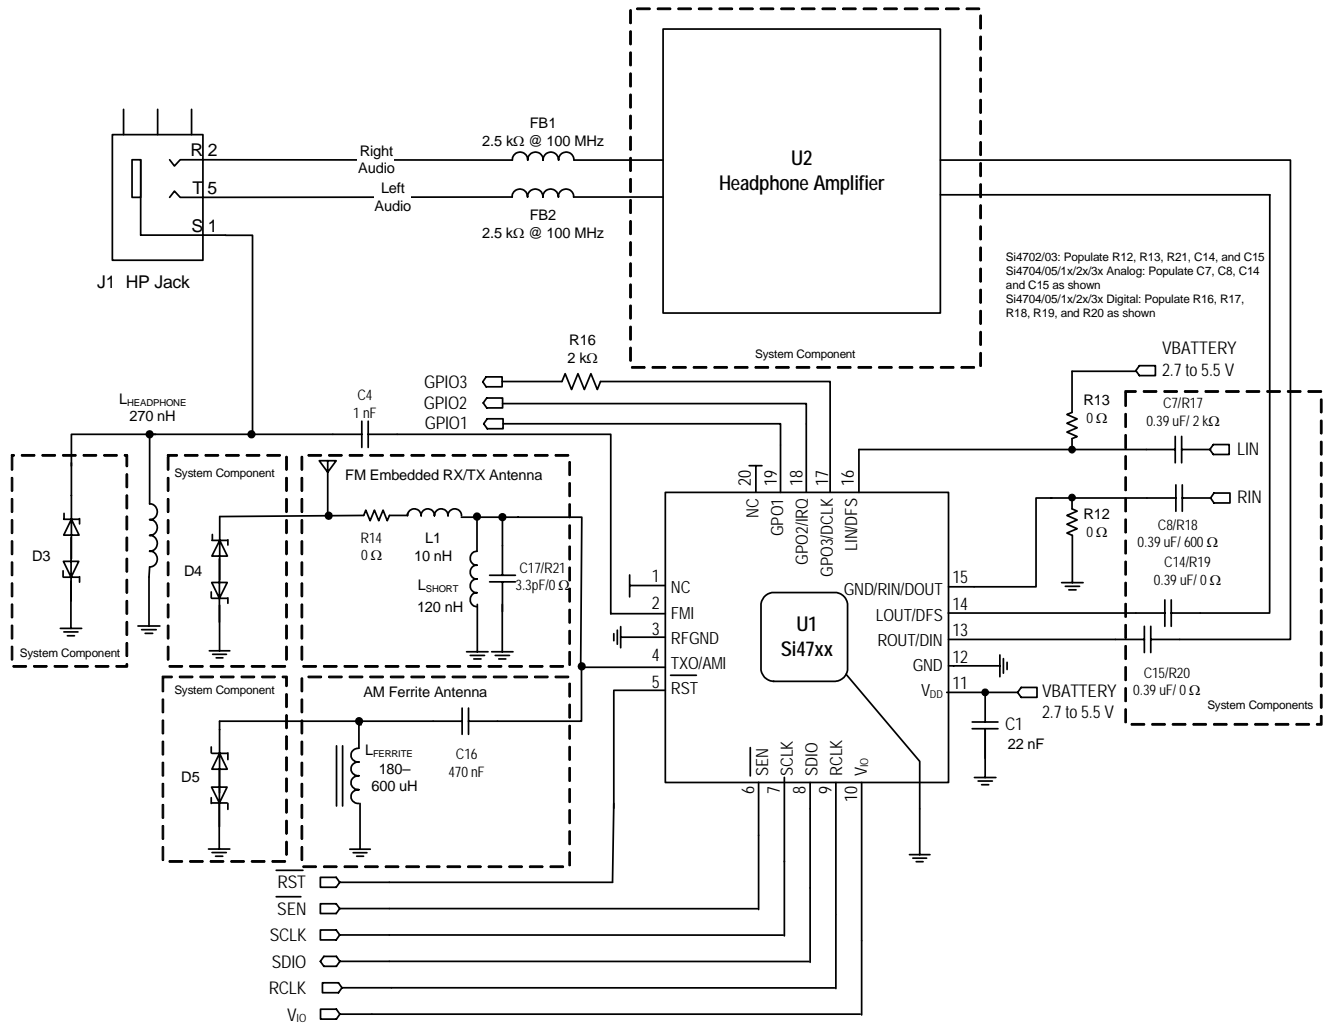 FB1
2.5 kΩ @ 100 MHz
U2
Headphone Amplifier
R 2
Right
Audio
T 5
Left
Audio
FB2
2.5 kΩ @ 100 MHz
S 1
J1 HP Jack
Si4702/03: Populate R12, R13, R21, C14, and C15
Si4704/05/1x/2x/3x Analog: Populate C7, C8, C14
and C15 as shown
Si4704/05/1x/2x/3x Digital: Populate R16, R17,
R18, R19, and R20 as shown
System Component
R16
2 kΩ
GPIO3
GPIO2
GPIO1
VBATTERY
2.7 to 5.5 V
R13
0 Ω
C7/R17
0.39 uF/ 2 kΩ
LIN
RIN
R12
0 Ω
C8/R18
0.39 uF/ 600 Ω
C14/R19
0.39 uF/ 0 Ω
C15/R20
0.39 uF/ 0 Ω
System Components
LHEADPHONE
270 nH
C4
1 nF
System Component
D3
System Component
D4
FM Embedded RX/TX Antenna
R14
0 Ω
L1
10 nH
LSHORT
120 nH
C17/R21
3.3pF/0 Ω
20
19
18
17
16
NC
GPO1
GPO2/IRQ
GPO3/DCLK
LIN/DFS
1
NC
2
FMI
3
RFGND
4
TXO/AMI
5
RST
U1
Si47xx
GND/RIN/DOUT
15
LOUT/DFS
14
ROUT/DIN
13
GND
12
VDD
11
VBATTERY
2.7 to 5.5 V
C1
22 nF
System Component
D5
AM Ferrite Antenna
LFERRITE
180–
600 uH
C16
470 nF
SEN
SCLK
SDIO
RCLK
VIO
6
7
8
9
10
RST
SEN
SCLK
SDIO
RCLK
VIO